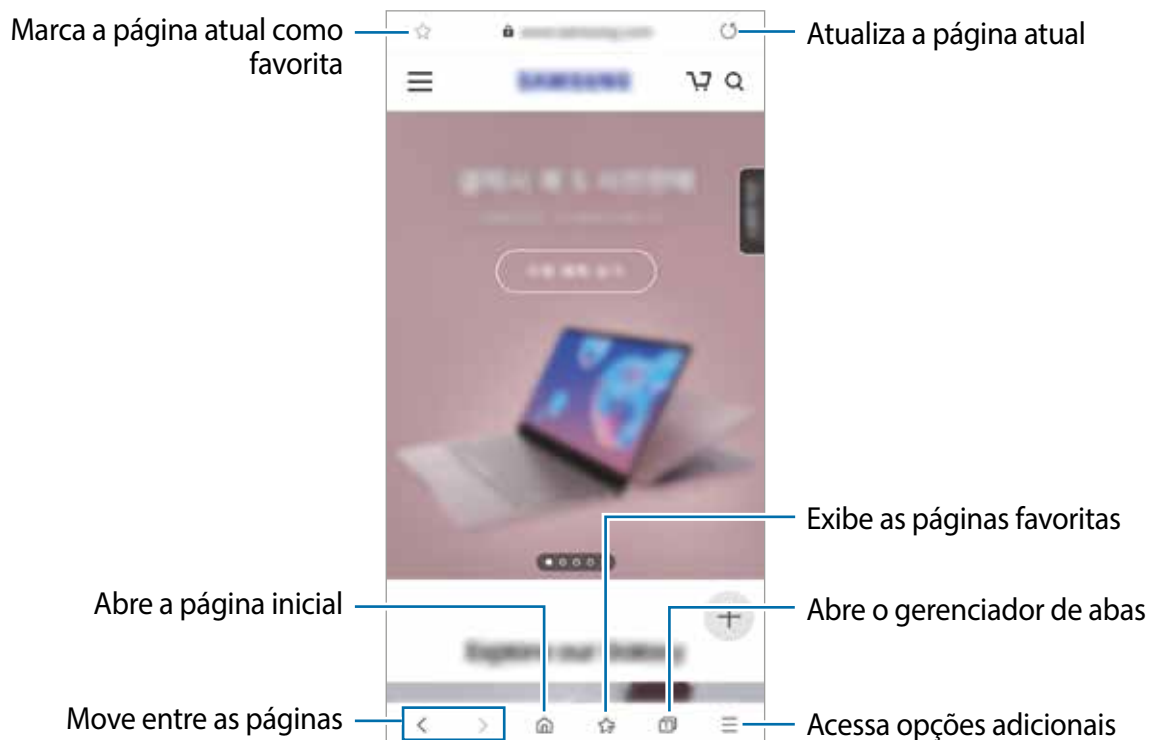 Marca a página atual como
favorita
Atualiza a página atual
SAMSUNG
Exibe as páginas favoritas
Abre a página inicial
Abre o gerenciador de abas
Move entre as páginas
Acessa opções adicionais